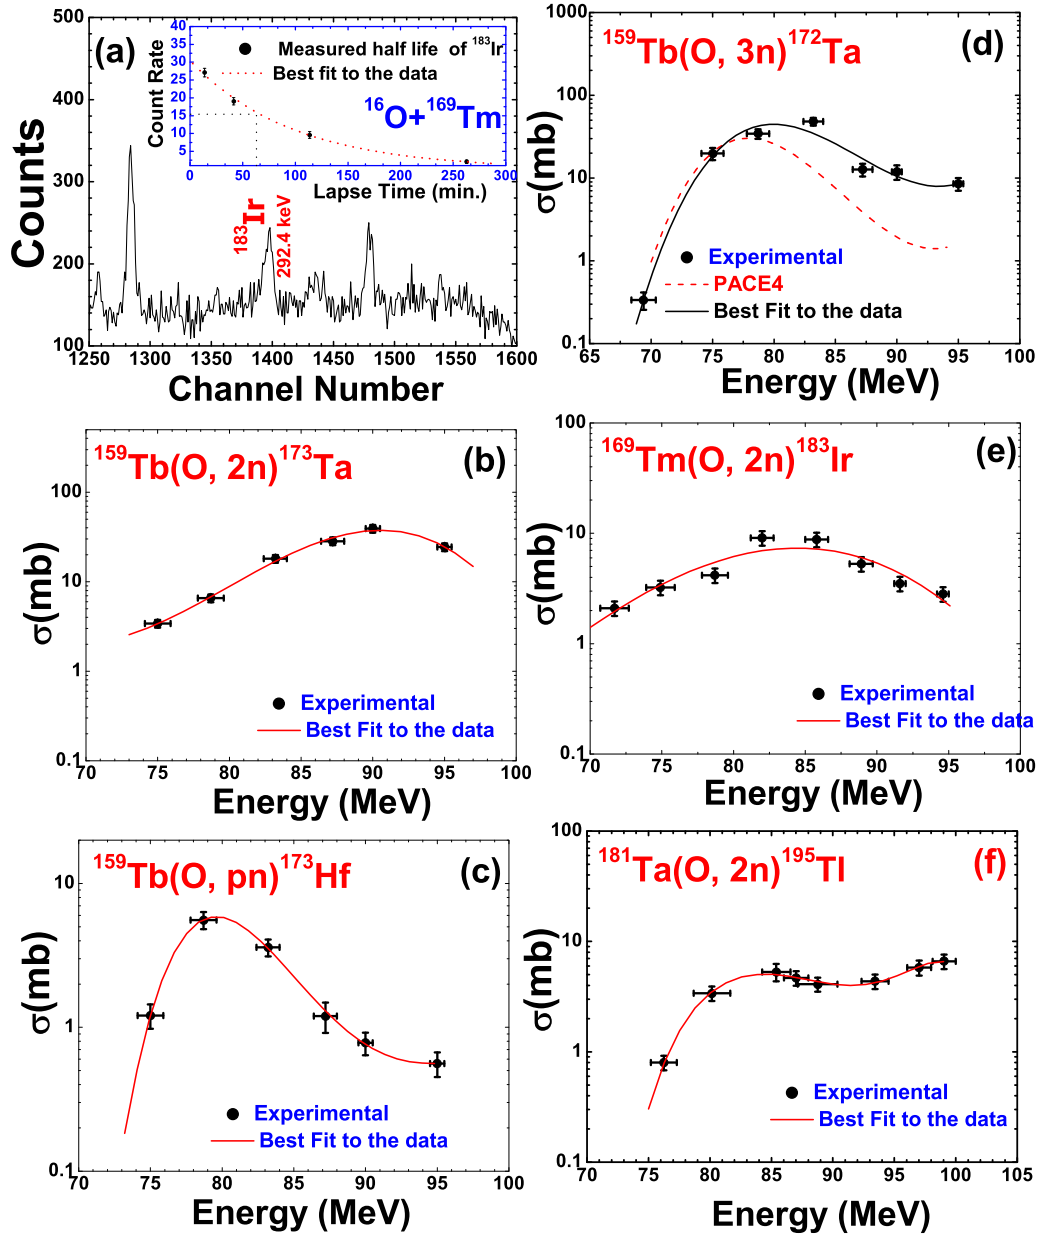 (a)
Measured half life of ¹⁸³Ir
Best fit to the data
¹⁶O+¹⁶⁹Tm
Count Rate
40
35
30
25
20
15
10
5
0 50 100 150 200 250 300
Lapse Time (min.)
¹⁸³Ir
292.4 keV
Counts
500
400
300
200
100
1250 1300 1350 1400 1450 1500 1550 1600
Channel Number
¹⁵⁹Tb(O, 3n)¹⁷²Ta
(d)
σ(mb)
1000
100
10
1
0.1
Experimental
PACE4
Best Fit to the data
65 70 75 80 85 90 95 100
Energy (MeV)
¹⁵⁹Tb(O, 2n)¹⁷³Ta
(b)
σ(mb)
100
10
1
0.1
Experimental
Best Fit to the data
70 75 80 85 90 95 100
Energy (MeV)
¹⁶⁹Tm(O, 2n)¹⁸³Ir
(e)
σ(mb)
100
10
1
0.1
Experimental
Best Fit to the data
70 75 80 85 90 95 100
Energy (MeV)
¹⁵⁹Tb(O, pn)¹⁷³Hf
(c)
σ(mb)
10
1
0.1
Experimental
Best Fit to the data
70 75 80 85 90 95 100
Energy (MeV)
¹⁸¹Ta(O, 2n)¹⁹⁵Tl
(f)
σ(mb)
100
10
1
0.1
Experimental
Best Fit to the data
70 75 80 85 90 95 100 105
Energy (MeV)